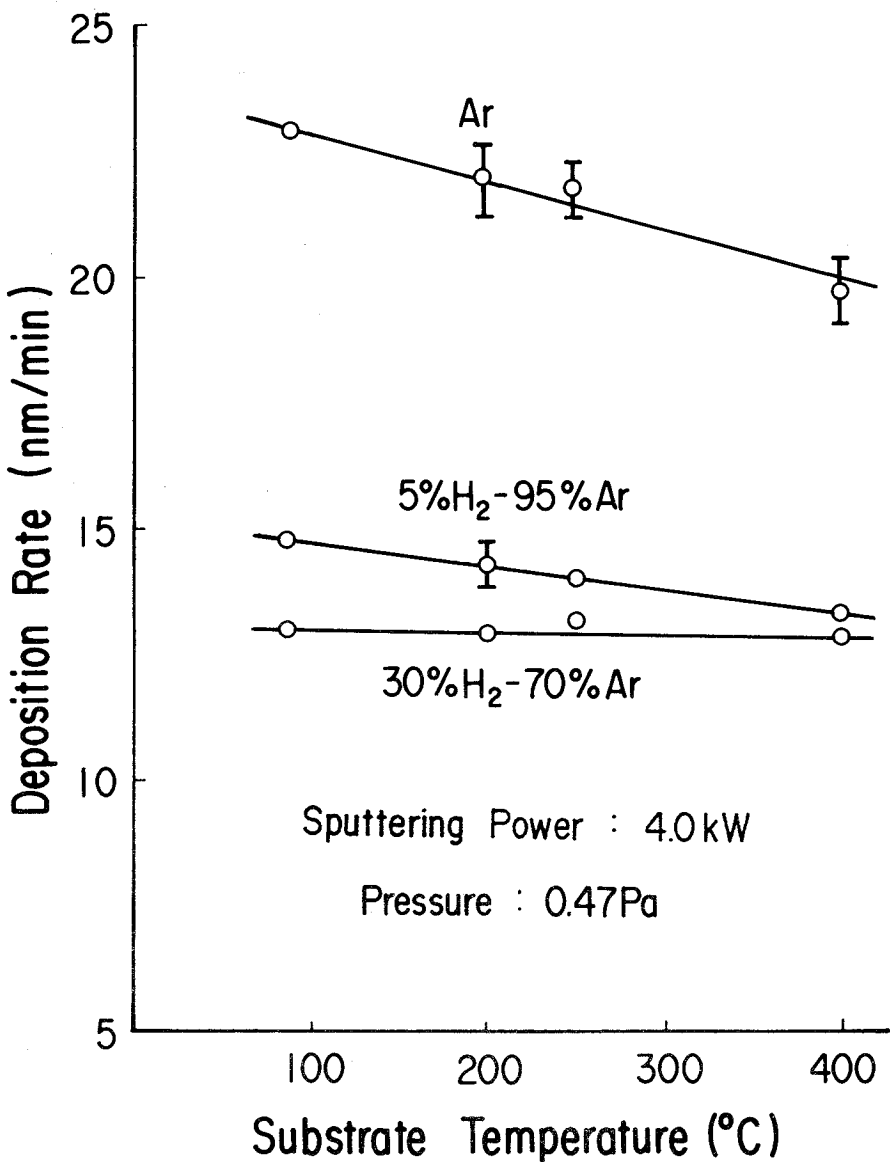 25
20
15
10
5
Deposition Rate (nm/min)
Ar
5%H₂-95%Ar
30%H₂-70%Ar
Sputtering Power : 4.0kW
Pressure : 0.47Pa
100 200 300 400
Substrate Temperature (°C)